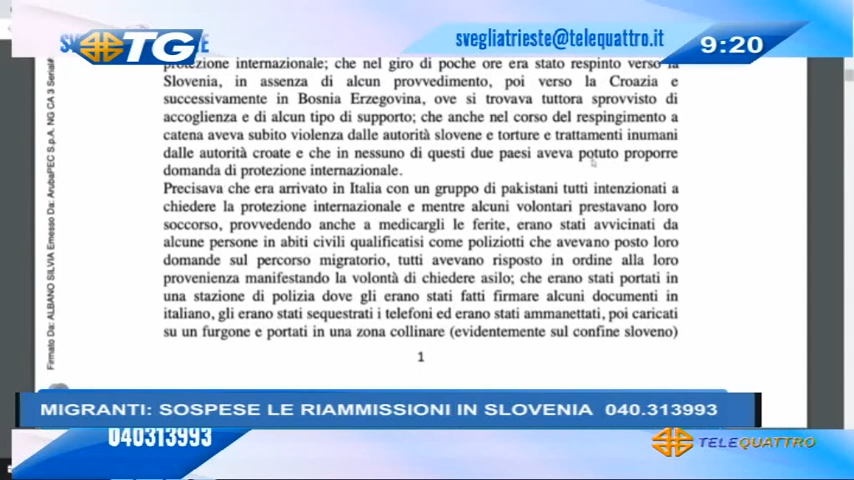 TG
svegliatrieste@telequattro.it
9:20
protezione internazionale; che nel giro di poche ore era stato respinto verso la
Slovenia, in assenza di alcun provvedimento, poi verso la Croazia e
successivamente in Bosnia Erzegovina, ove si trovava tuttora sprovvisto di
accoglienza e di alcun tipo di supporto; che anche nel corso del respingimento a
catena aveva subito violenza dalle autorità slovene e torture e trattamenti inumani
dalle autorità croate e che in nessuno di questi due paesi aveva potuto proporre
domanda di protezione internazionale.
Precisava che era arrivato in Italia con un gruppo di pakistani tutti intenzionati a
chiedere la protezione internazionale e mentre alcuni volontari prestavano loro
soccorso, provvedendo anche a medicargli le ferite, erano stati avvicinati da
alcune persone in abiti civili qualificatisi come poliziotti che avevano posto loro
domande sul percorso migratorio, tutti avevano risposto in ordine alla loro
provenienza manifestando la volontà di chiedere asilo; che erano stati portati in
una stazione di polizia dove gli erano stati fatti firmare alcuni documenti in
italiano, gli erano stati sequestrati i telefoni ed erano stati ammanettati, poi caricati
su un furgone e portati in una zona collinare (evidentemente sul confine sloveno)
1
Firmato Da: ALBANO SILVIA Emesso Da: ArubaPEC S.p.A. NG CA 3 Serial#
MIGRANTI: SOSPESE LE RIAMMISSIONI IN SLOVENIA 040.313993
040313993
TELEQUATTRO